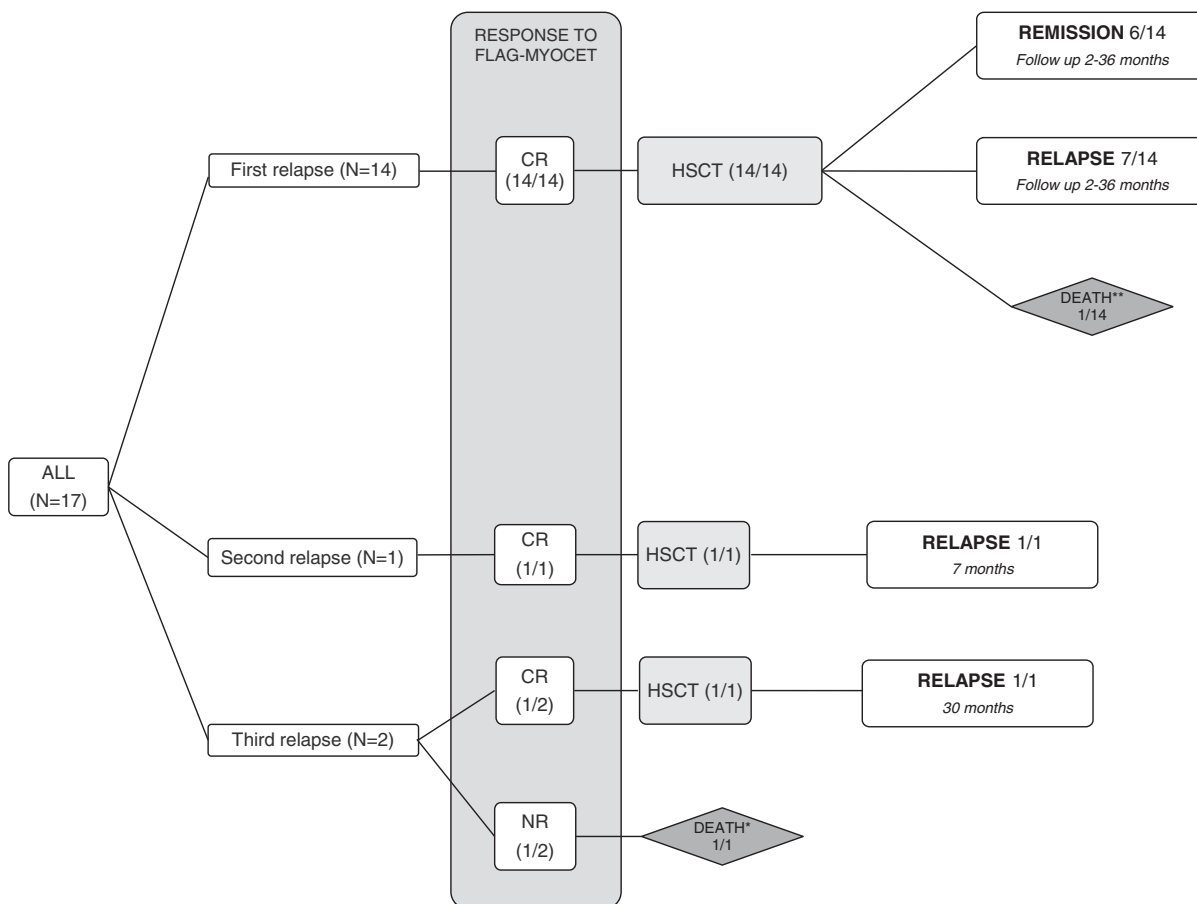 RESPONSE TO
FLAG-MYOCET
REMISSION 6/14
Follow up 2-36 months
First relapse (N=14)
CR
(14/14)
HSCT (14/14)
RELAPSE 7/14
Follow up 2-36 months
DEATH**
1/14
ALL
(N=17)
Second relapse (N=1)
CR
(1/1)
HSCT (1/1)
RELAPSE 1/1
7 months
Third relapse (N=2)
CR
(1/2)
HSCT (1/1)
RELAPSE 1/1
30 months
NR
(1/2)
DEATH*
1/1